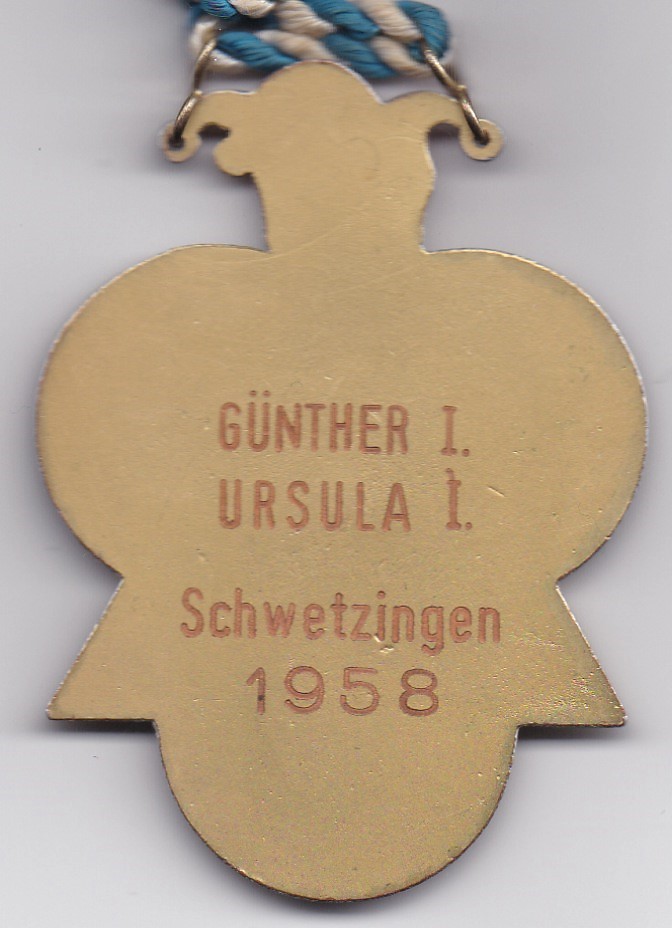 GÜNTHER I.
URSULA I.
Schwetzingen
1958